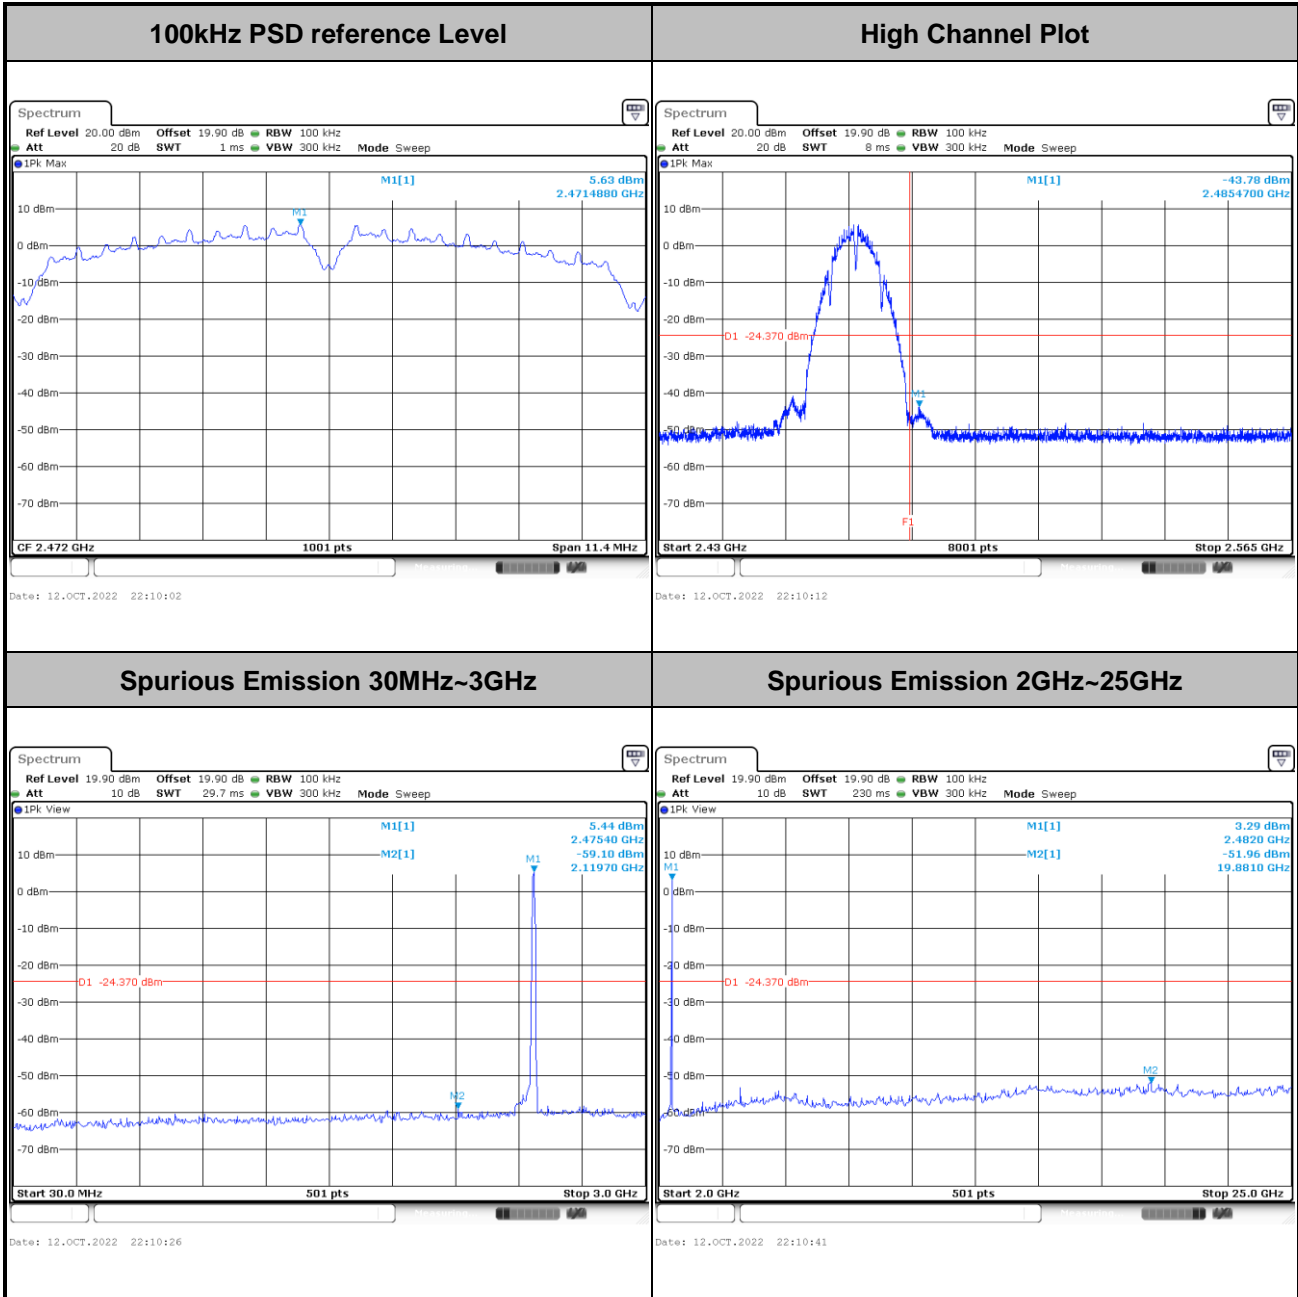 100kHz PSD reference Level
Spectrum
Ref Level 20.00 dBm Offset 19.90 dB RBW 100 kHz
Att 20 dB SWT 1 ms VBW 300 kHz Mode Sweep
1Pk Max
M1[1] 5.63 dBm
2.4714880 GHz
M1
10 dBm
0 dBm
-10 dBm
-20 dBm
-30 dBm
-40 dBm
-50 dBm
-60 dBm
-70 dBm
CF 2.472 GHz 1001 pts Span 11.4 MHz
Measuring
Date: 12.OCT.2022 22:10:02
High Channel Plot
Spectrum
Ref Level 20.00 dBm Offset 19.90 dB RBW 100 kHz
Att 20 dB SWT 8 ms VBW 300 kHz Mode Sweep
1Pk Max
M1[1] -43.78 dBm
2.4854700 GHz
10 dBm
0 dBm
-10 dBm
-20 dBm
D1 -24.370 dBm
-30 dBm
-40 dBm
M1
-50 dBm
-60 dBm
-70 dBm
F1
Start 2.43 GHz 8001 pts Stop 2.565 GHz
Measuring
Date: 12.OCT.2022 22:10:12
Spurious Emission 30MHz~3GHz
Spectrum
Ref Level 19.90 dBm Offset 19.90 dB RBW 100 kHz
Att 10 dB SWT 29.7 ms VBW 300 kHz Mode Sweep
1Pk View
M1[1] 5.44 dBm
2.47540 GHz
M2[1] -59.10 dBm
2.11970 GHz
10 dBm
M1
0 dBm
-10 dBm
-20 dBm
D1 -24.370 dBm
-30 dBm
-40 dBm
-50 dBm
M2
-60 dBm
-70 dBm
Start 30.0 MHz 501 pts Stop 3.0 GHz
Measuring
Date: 12.OCT.2022 22:10:26
Spurious Emission 2GHz~25GHz
Spectrum
Ref Level 19.90 dBm Offset 19.90 dB RBW 100 kHz
Att 10 dB SWT 230 ms VBW 300 kHz Mode Sweep
1Pk View
M1[1] 3.29 dBm
2.4820 GHz
M2[1] -51.96 dBm
19.8810 GHz
10 dBm
M1
0 dBm
-10 dBm
-20 dBm
D1 -24.370 dBm
-30 dBm
-40 dBm
-50 dBm
M2
-60 dBm
-70 dBm
Start 2.0 GHz 501 pts Stop 25.0 GHz
Measuring
Date: 12.OCT.2022 22:10:41